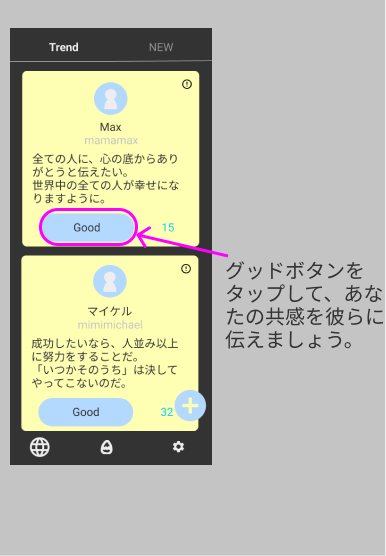 Trend NEW
Max
mamamax
全ての人に、心の底からあり
がとうと伝えたい。
世界中の全ての人が幸せにな
りますように。
Good 15
グッドボタンを
タップして、あな
たの共感を彼らに
伝えましょう。
マイケル
mimimichael
成功したいなら、人並み以上
に努力をすることだ。
「いつかそのうち」は決して
やってこないのだ。
Good 32